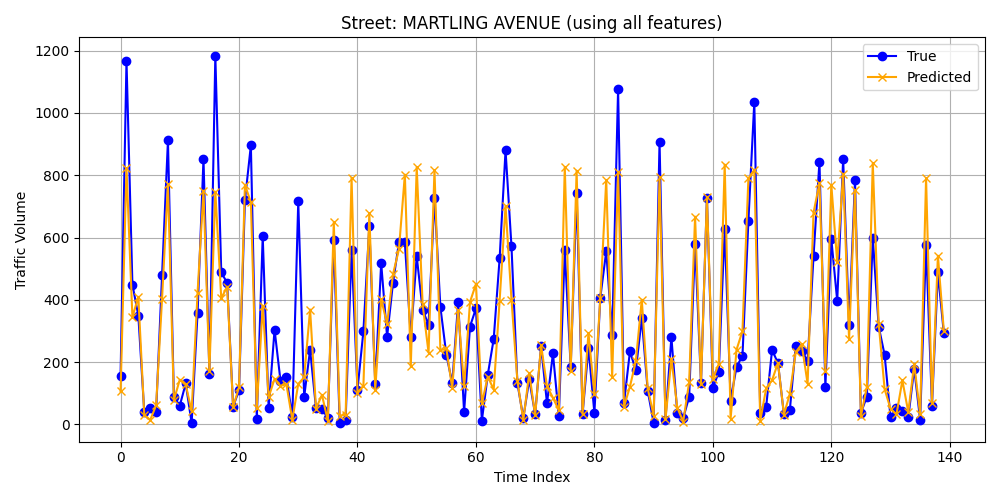 Street: MARTLING AVENUE (using all features)
True
Predicted
Traffic Volume
1200
1000
800
600
400
200
0
0 20 40 60 80 100 120 140
Time Index